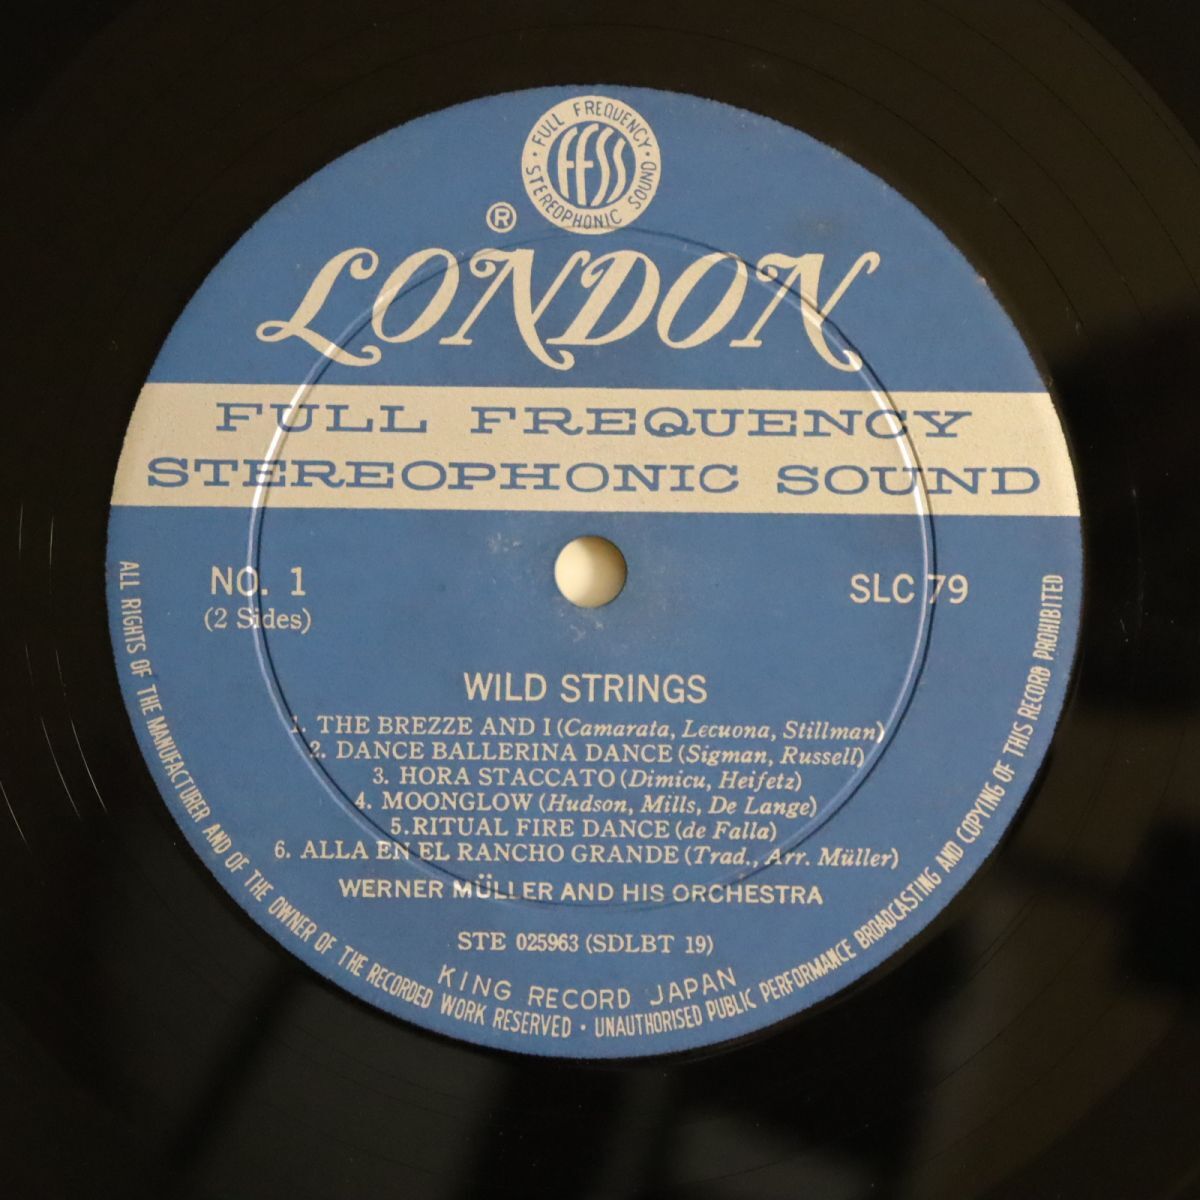 · FULL FREQUENCY ·
STEREOPHONIC SOUND
FFSS
®
LONDON
FULL FREQUENCY
STEREOPHONIC SOUND
NO. 1
(2 Sides)
SLC 79
WILD STRINGS
1. THE BREZZE AND I (Camarata, Lecuona, Stillman)
2. DANCE BALLERINA DANCE (Sigman, Russell)
3. HORA STACCATO (Dimicu, Heifetz)
4. MOONGLOW (Hudson, Mills, De Lange)
5. RITUAL FIRE DANCE (de Falla)
6. ALLA EN EL RANCHO GRANDE (Trad., Arr. Müller)
WERNER MÜLLER AND HIS ORCHESTRA
STE 025963 (SDLBT 19)
KING RECORD JAPAN
ALL RIGHTS OF THE MANUFACTURER AND OF THE OWNER OF THE RECORDED WORK RESERVED · UNAUTHORISED PUBLIC PERFORMANCE BROADCASTING AND COPYING OF THIS RECORD PROHIBITED